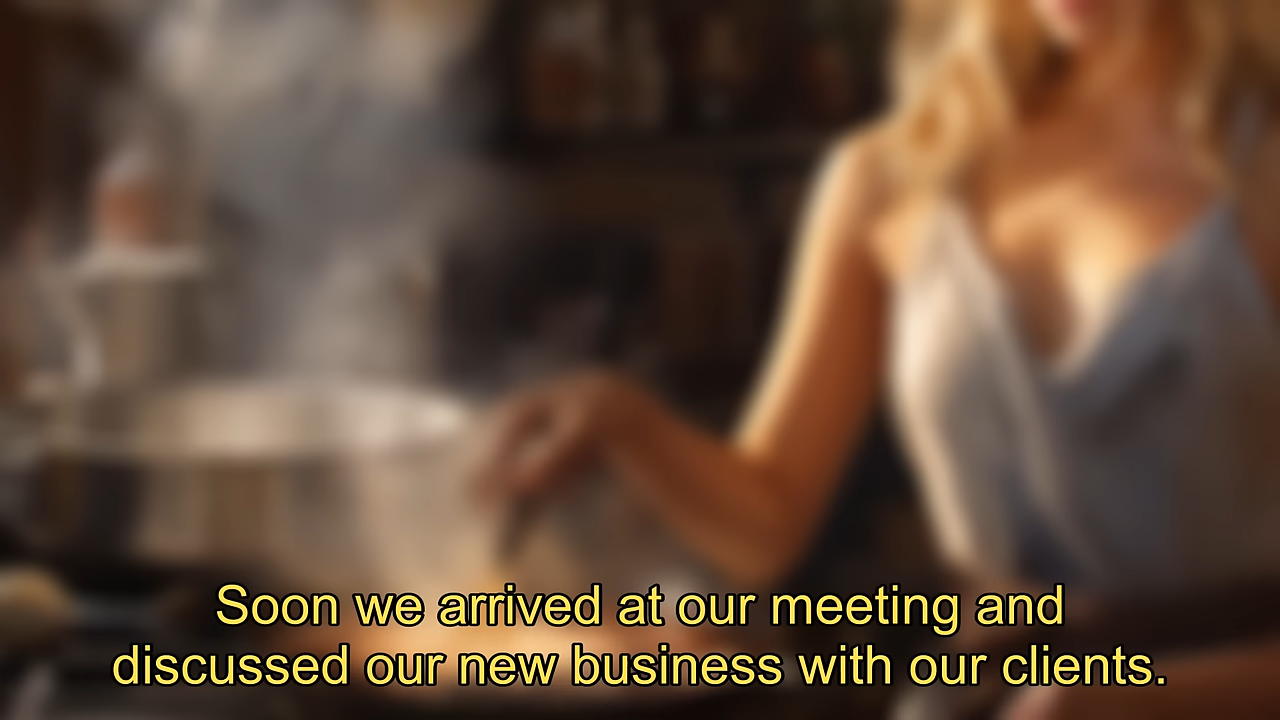 Soon we arrived at our meeting and
discussed our new business with our clients.